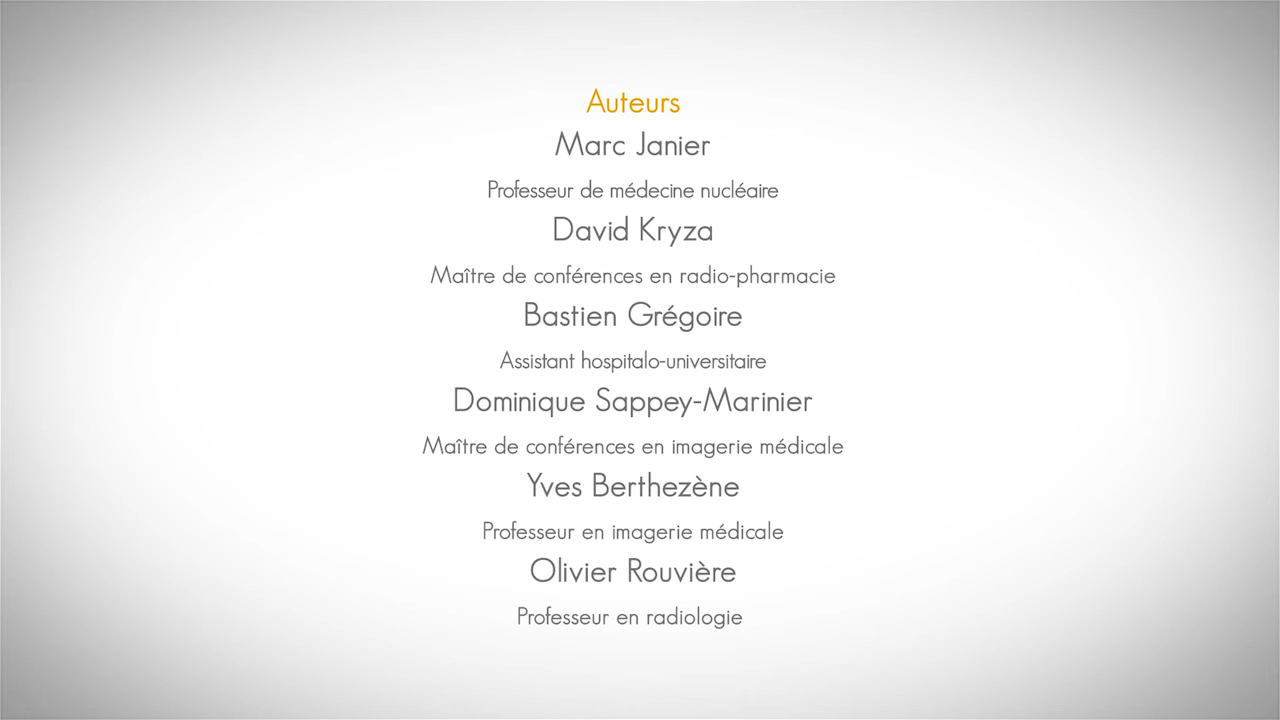 Auteurs
Marc Janier
Professeur de médecine nucléaire
David Kryza
Maître de conférences en radio-pharmacie
Bastien Grégoire
Assistant hospitalo-universitaire
Dominique Sappey-Marinier
Maître de conférences en imagerie médicale
Yves Berthezène
Professeur en imagerie médicale
Olivier Rouvière
Professeur en radiologie